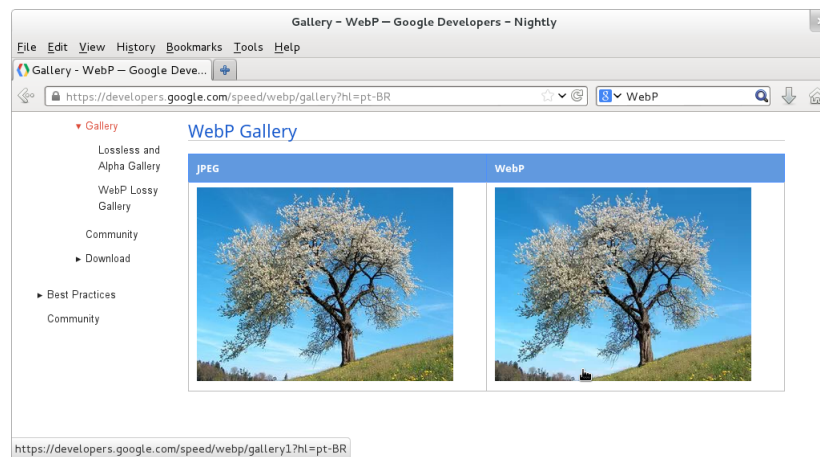 Gallery – WebP — Google Developers – Nightly
File Edit View History Bookmarks Tools Help
Gallery - WebP — Google Deve...
https://developers.google.com/speed/webp/gallery?hl=pt-BR
8 WebP
▾ Gallery
Lossless and
Alpha Gallery
WebP Lossy
Gallery
Community
▸ Download
▸ Best Practices
Community
WebP Gallery
JPEG WebP
https://developers.google.com/speed/webp/gallery1?hl=pt-BR